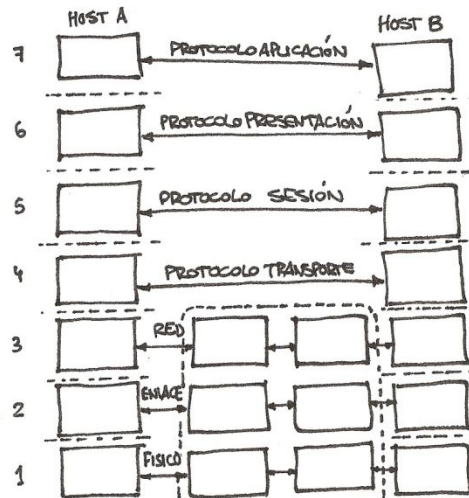 HOST A
HOST B
7
PROTOCOLO APLICACIÓN
6
PROTOCOLO PRESENTACIÓN
5
PROTOCOLO SESIÓN
4
PROTOCOLO TRANSPORTE
3
RED
2
ENLACE
1
FISICO